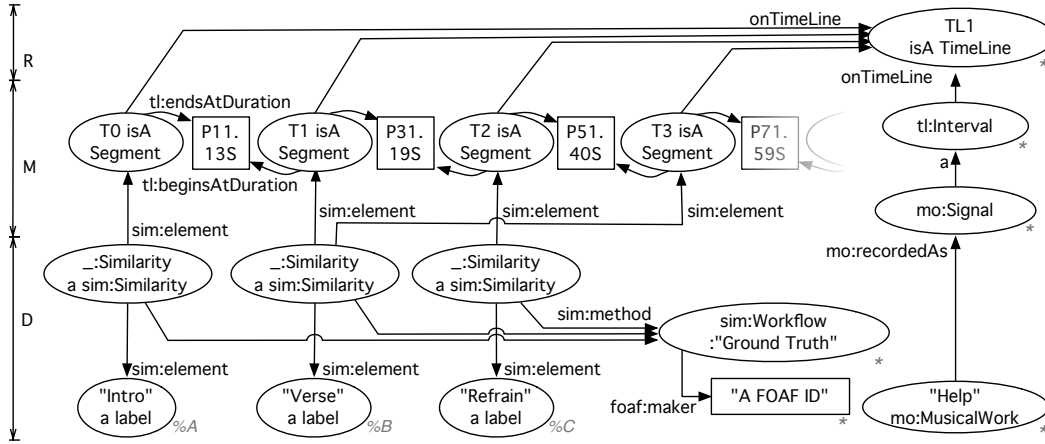 onTimeLine
TL1
isA TimeLine
*
R
onTimeLine
tl:endsAtDuration
T0 isA
Segment
P11.
13S
T1 isA
Segment
P31.
19S
T2 isA
Segment
P51.
40S
T3 isA
Segment
P71.
59S
tl:Interval
*
M
tl:beginsAtDuration
a
sim:element
sim:element
sim:element
sim:element
mo:Signal
*
mo:recordedAs
_:Similarity
a sim:Similarity
_:Similarity
a sim:Similarity
_:Similarity
a sim:Similarity
D
sim:method
sim:Workflow
:"Ground Truth"
*
sim:element
sim:element
sim:element
"Intro"
a label
%A
"Verse"
a label
%B
"Refrain"
a label
%C
foaf:maker
"A FOAF ID"
*
"Help"
mo:MusicalWork
*